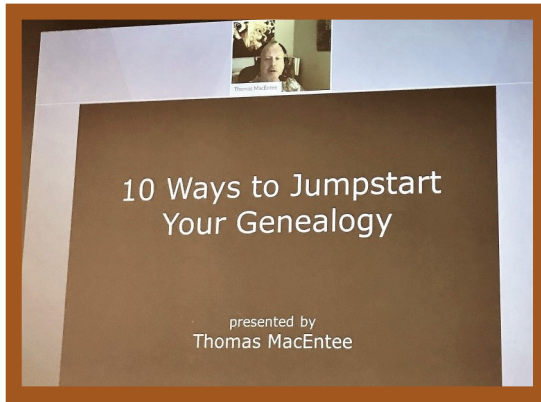 Thomas MacEntee
10 Ways to Jumpstart
Your Genealogy
presented by
Thomas MacEntee